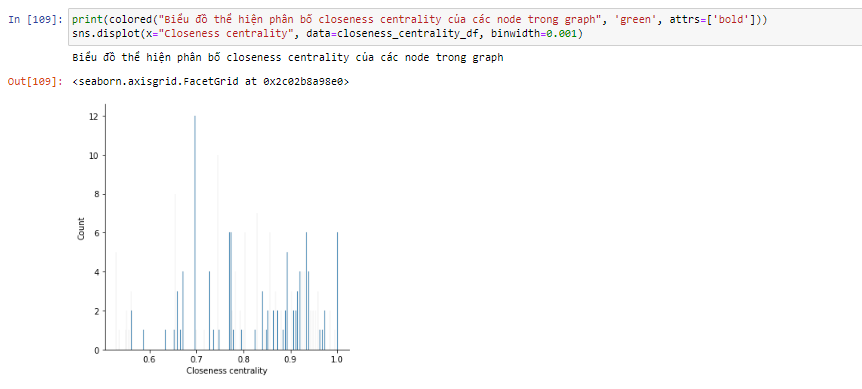 In [109]: print(colored("Biểu đồ thể hiện phân bố closeness centrality của các node trong graph", 'green', attrs=['bold']))
sns.displot(x="Closeness centrality", data=closeness_centrality_df, binwidth=0.001)
Biểu đồ thể hiện phân bố closeness centrality của các node trong graph
Out[109]: <seaborn.axisgrid.FacetGrid at 0x2c02b8a98e0>
12
10
8
6
4
2
0
Count
0.6 0.7 0.8 0.9 1.0
Closeness centrality